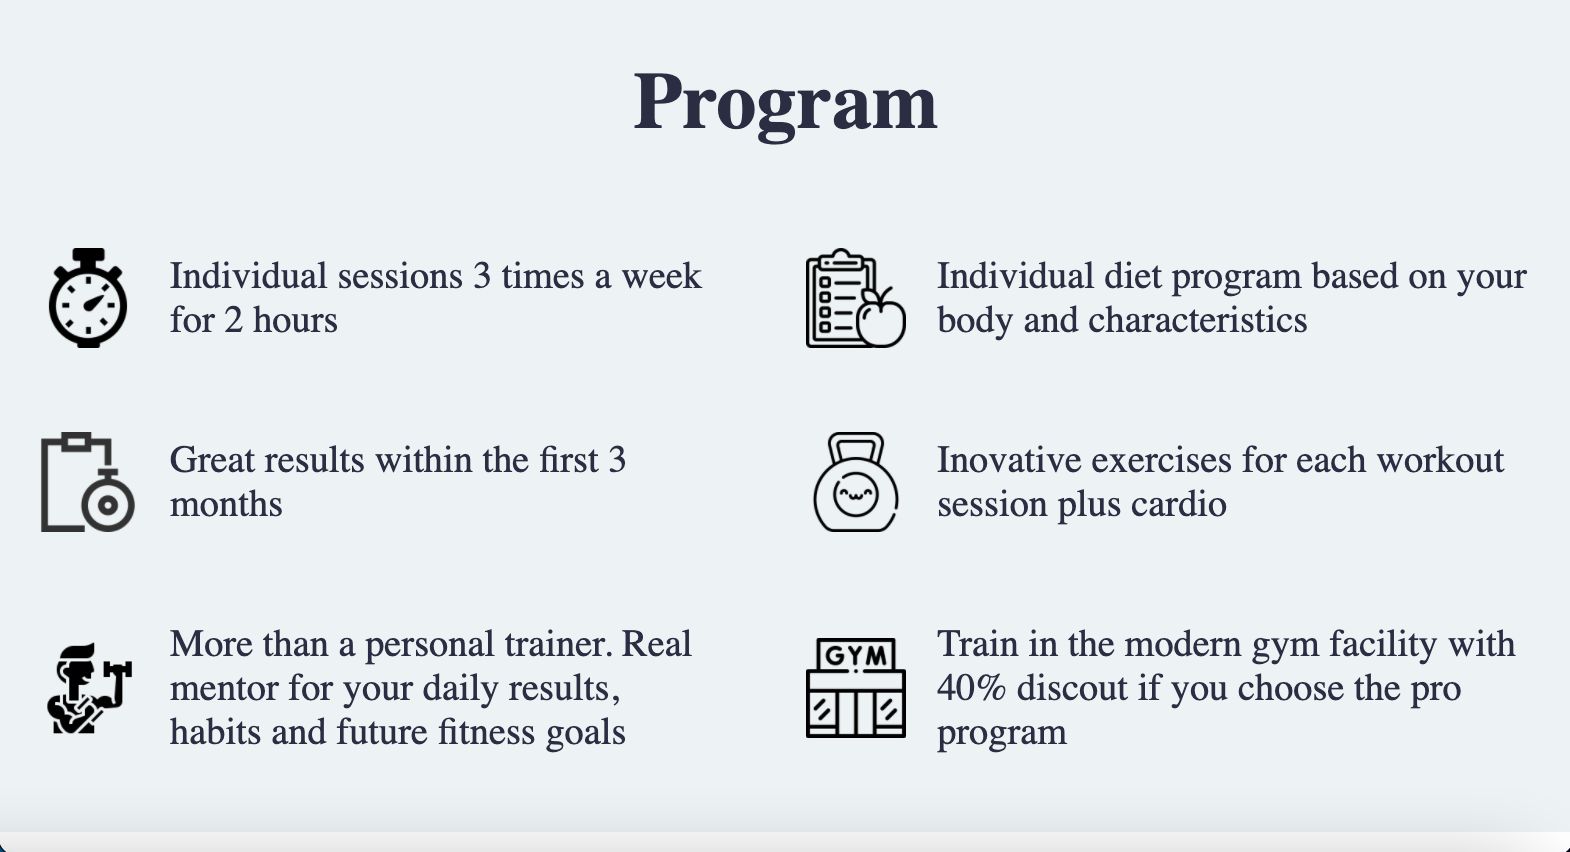 Program
Individual sessions 3 times a week
for 2 hours
Individual diet program based on your
body and characteristics
Great results within the first 3
months
Inovative exercises for each workout
session plus cardio
More than a personal trainer. Real
mentor for your daily results,
habits and future fitness goals
GYM
Train in the modern gym facility with
40% discout if you choose the pro
program